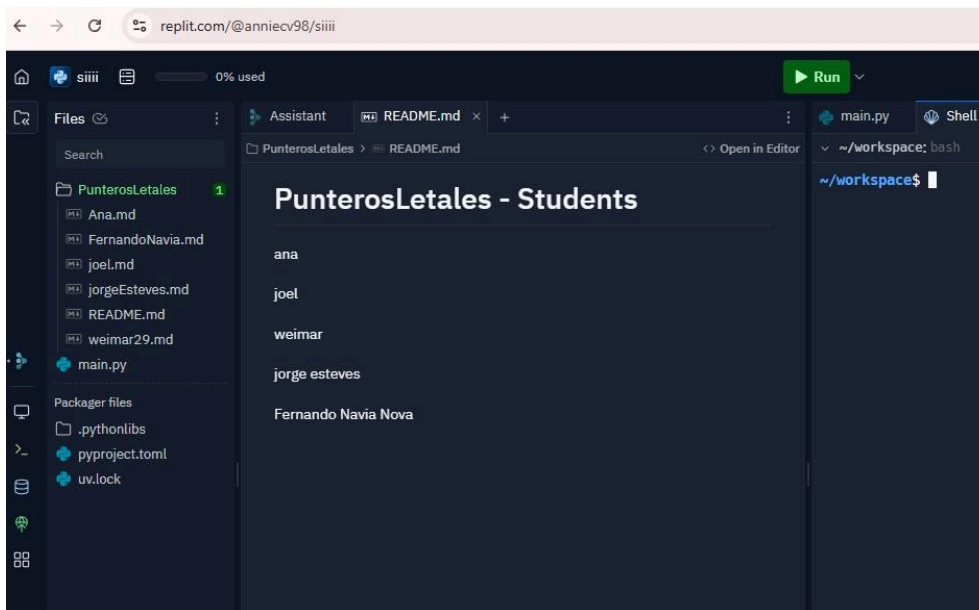 replit.com/@anniecv98/siiii
siiii
0% used
Run
Files
Search
PunterosLetales 1
Ana.md
FernandoNavia.md
joel.md
jorgeEsteves.md
README.md
weimar29.md
main.py
Packager files
.pythonlibs
pyproject.toml
uv.lock
Assistant
README.md × +
PunterosLetales > README.md
<> Open in Editor
PunterosLetales - Students
ana
joel
weimar
jorge esteves
Fernando Navia Nova
main.py
Shell
~/workspace: bash
~/workspace$